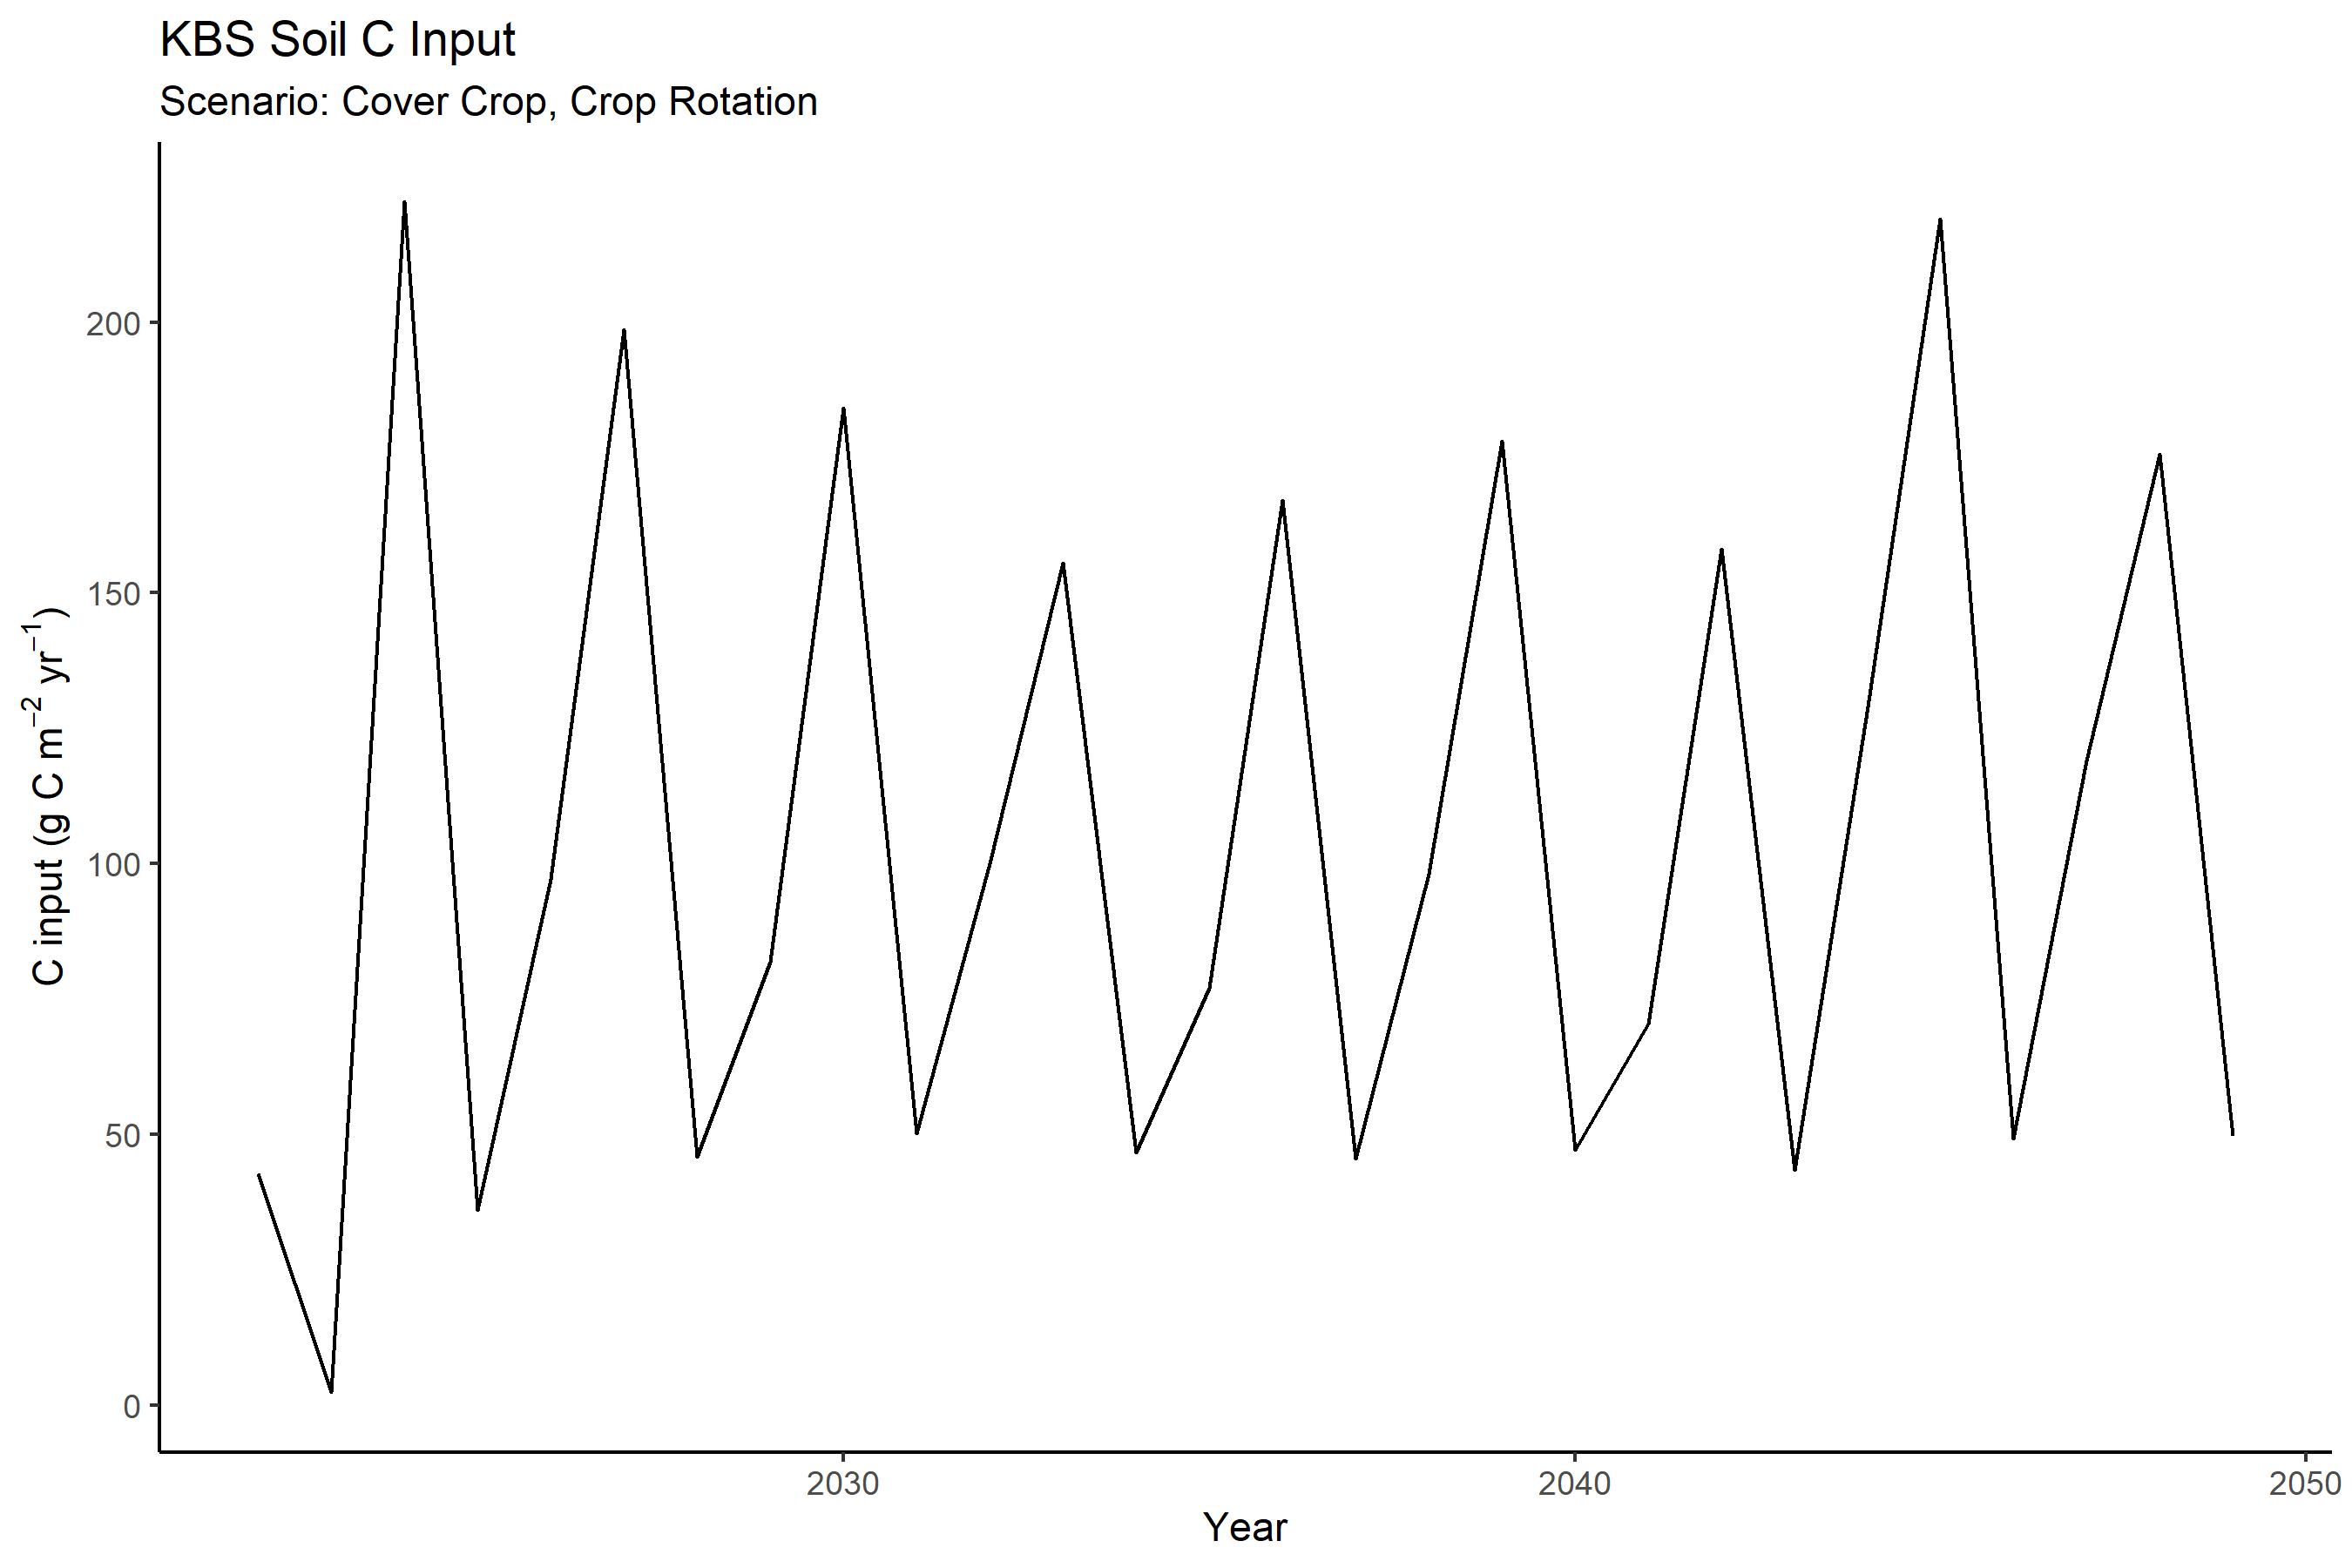 KBS Soil C Input
Scenario: Cover Crop, Crop Rotation
C input (g C m⁻² yr⁻¹)
200
150
100
50
0
2030 2040 2050
Year